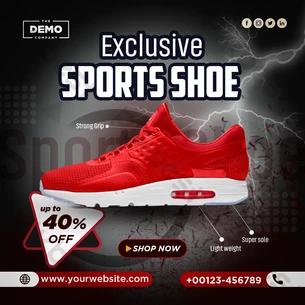 THE
DEMO
COMPANY
Exclusive
SPORTS SHOE
Strong Grip
up to
40%
OFF
SHOP NOW
Super sole
Light weight
www.yourwebsite.com
+00123-456789